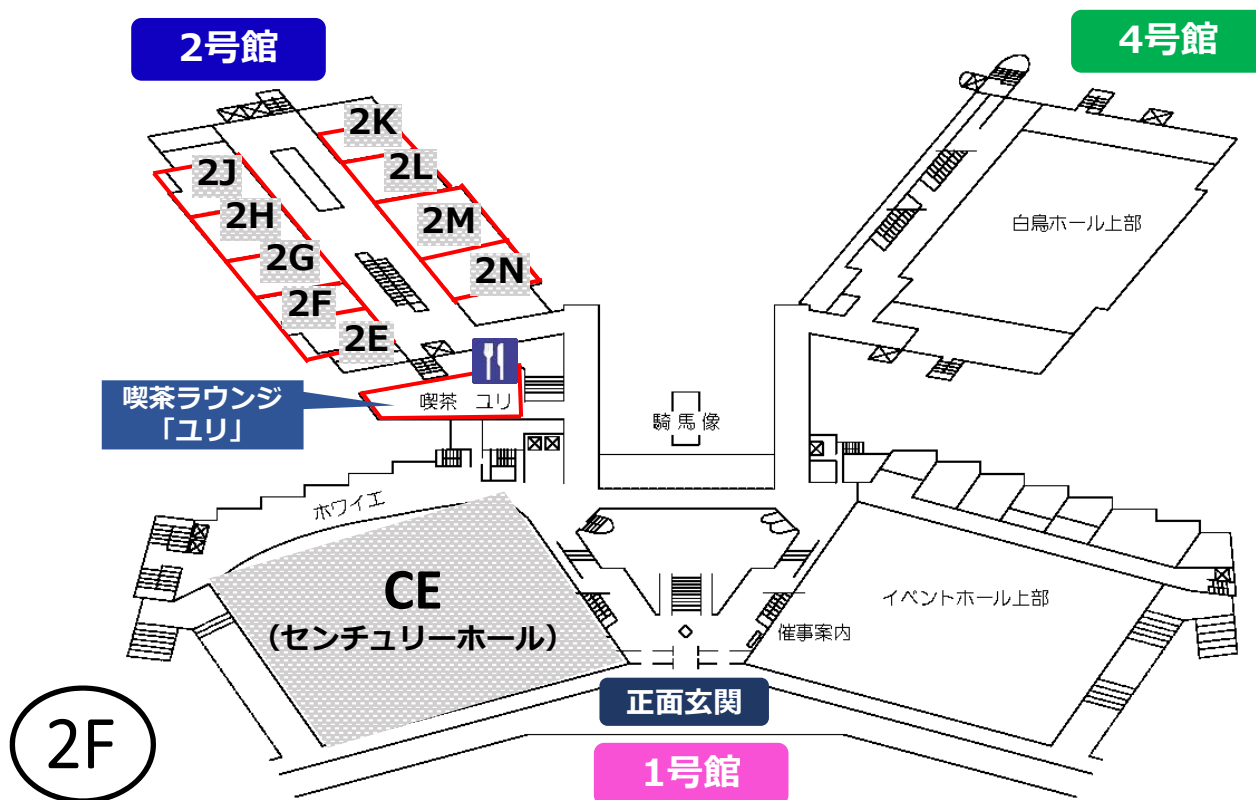 2号館
4号館
2K
2L
2J
2H
2M
2G
2N
2F
2E
白鳥ホール上部
喫茶ラウンジ
「ユリ」
喫茶 ユリ
騎馬像
ホワイエ
CE
（センチュリーホール）
イベントホール上部
催事案内
正面玄関
1号館
2F